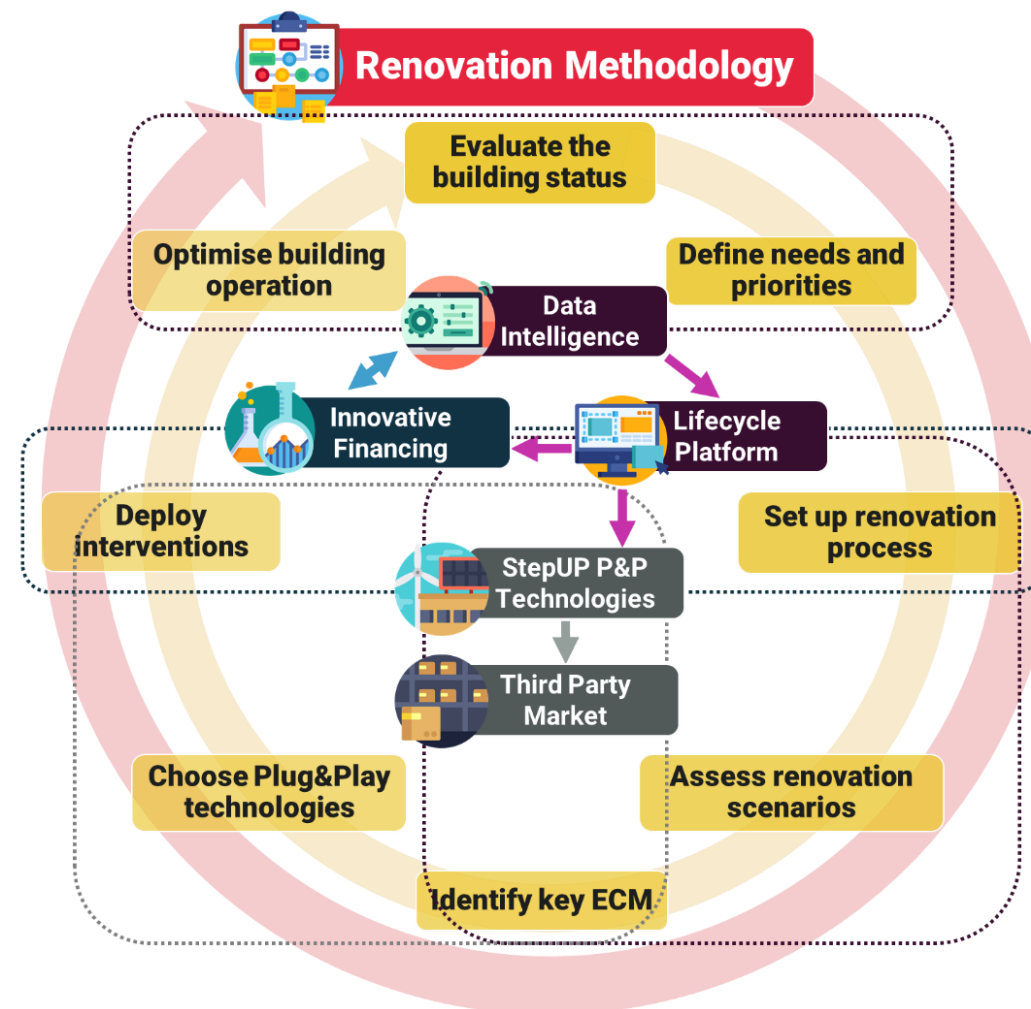 Renovation Methodology
Evaluate the
building status
Optimise building
operation
Define needs and
priorities
Data
Intelligence
Innovative
Financing
Lifecycle
Platform
Deploy
interventions
Set up renovation
process
StepUP P&P
Technologies
Third Party
Market
Choose Plug&Play
technologies
Assess renovation
scenarios
Identify key ECM